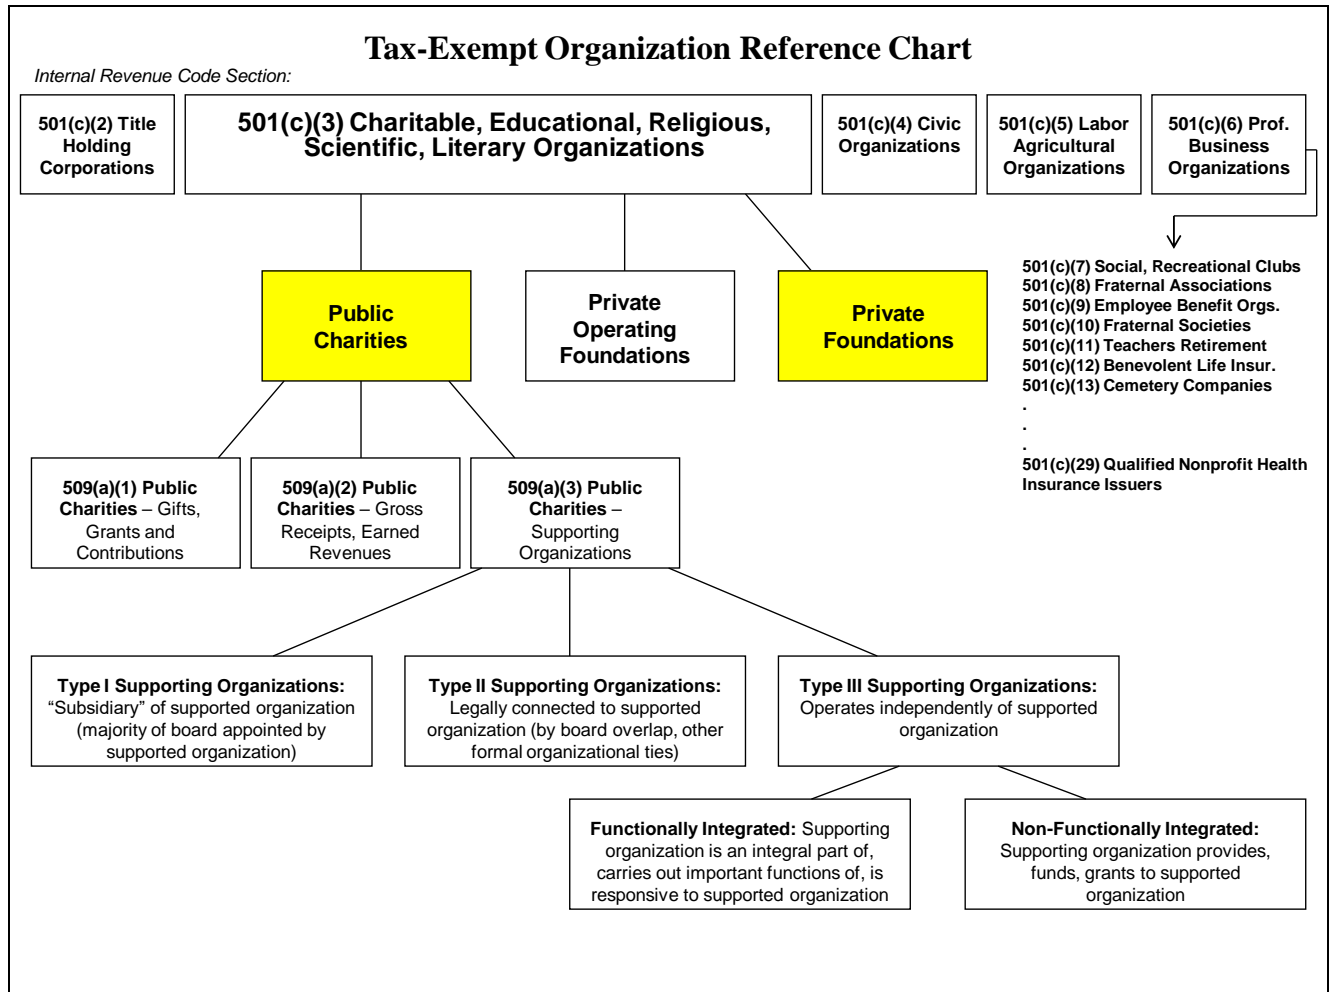 Tax-Exempt Organization Reference Chart
Internal Revenue Code Section:
501(c)(2) Title
Holding
Corporations
501(c)(3) Charitable, Educational, Religious,
Scientific, Literary Organizations
501(c)(4) Civic
Organizations
501(c)(5) Labor
Agricultural
Organizations
501(c)(6) Prof.
Business
Organizations
Public
Charities
Private
Operating
Foundations
Private
Foundations
501(c)(7) Social, Recreational Clubs
501(c)(8) Fraternal Associations
501(c)(9) Employee Benefit Orgs.
501(c)(10) Fraternal Societies
501(c)(11) Teachers Retirement
501(c)(12) Benevolent Life Insur.
501(c)(13) Cemetery Companies
.
.
.
501(c)(29) Qualified Nonprofit Health
Insurance Issuers
509(a)(1) Public
Charities – Gifts,
Grants and
Contributions
509(a)(2) Public
Charities – Gross
Receipts, Earned
Revenues
509(a)(3) Public
Charities –
Supporting
Organizations
Type I Supporting Organizations:
“Subsidiary” of supported organization
(majority of board appointed by
supported organization)
Type II Supporting Organizations:
Legally connected to supported
organization (by board overlap, other
formal organizational ties)
Type III Supporting Organizations:
Operates independently of supported
organization
Functionally Integrated: Supporting
organization is an integral part of,
carries out important functions of, is
responsive to supported organization
Non-Functionally Integrated:
Supporting organization provides,
funds, grants to supported
organization